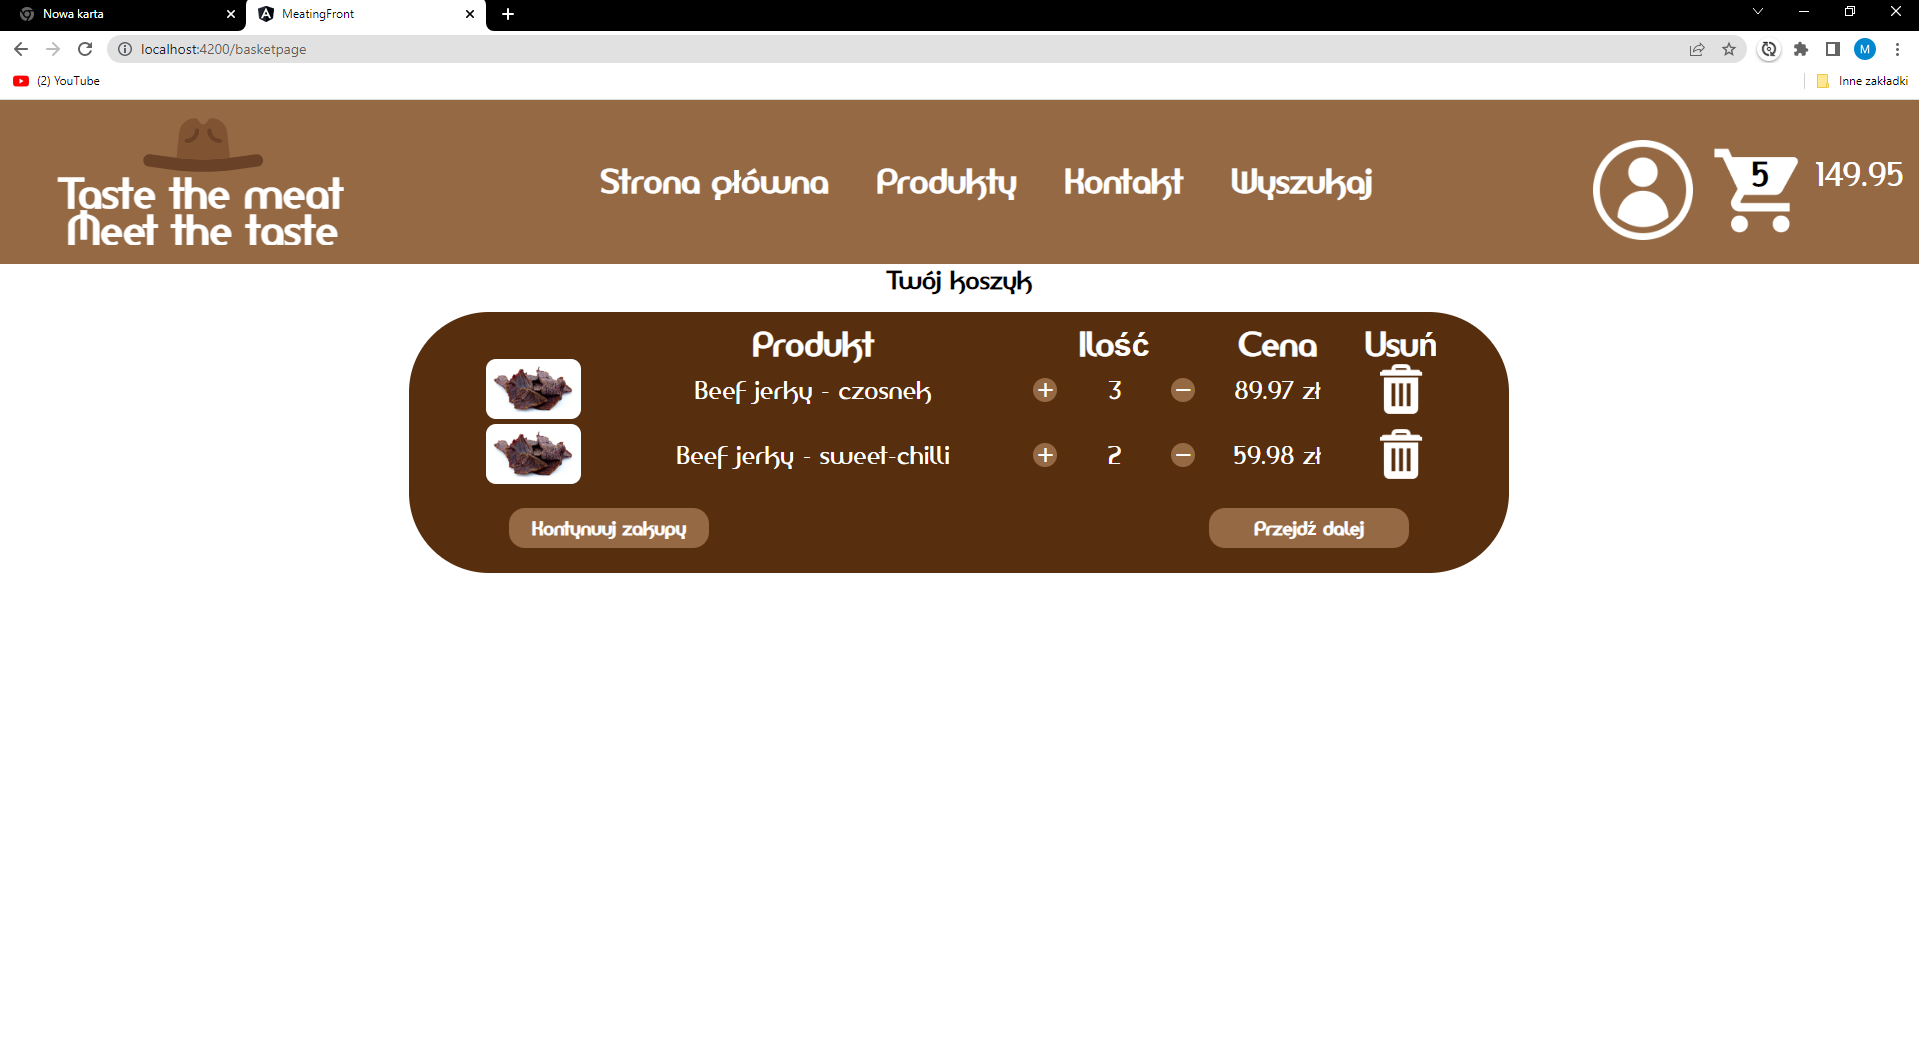 Nowa karta
MeatingFront
localhost:4200/basketpage
M
(2) YouTube
Inne zakładki
Taste the meat
Meet the taste
Strona główna Produkty Kontakt Wyszukaj
5 149.95
Twój koszyk
Produkt Ilość Cena Usuń
Beef jerky - czosnek + 3 − 89.97 zł
Beef jerky - sweet-chilli + 2 − 59.98 zł
Kontynuuj zakupy Przejdź dalej